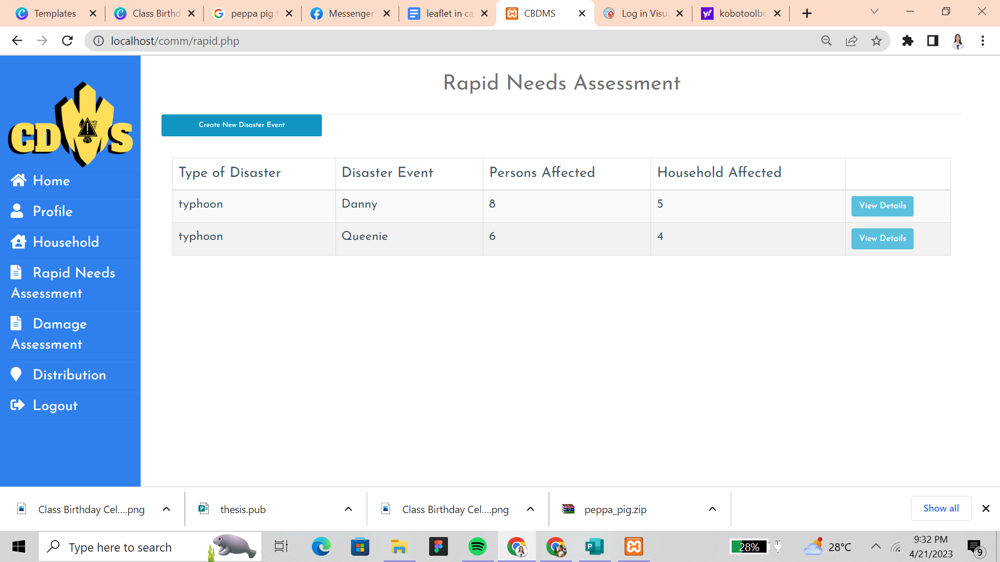 Templates
Class Birthd
peppa pig t
Messenger
leaflet in ca
CBDMS
Log in Visu
kobotoolbo
localhost/comm/rapid.php
CDMS
Home
Profile
Household
Rapid Needs
Assessment
Damage
Assessment
Distribution
Logout
Rapid Needs Assessment
Create New Disaster Event
Type of Disaster Disaster Event Persons Affected Household Affected
typhoon Danny 8 5 View Details
typhoon Queenie 6 4 View Details
Class Birthday Cel....png
thesis.pub
Class Birthday Cel....png
peppa_pig.zip
Show all
Type here to search
28%
28°C
9:32 PM
4/21/2023
9